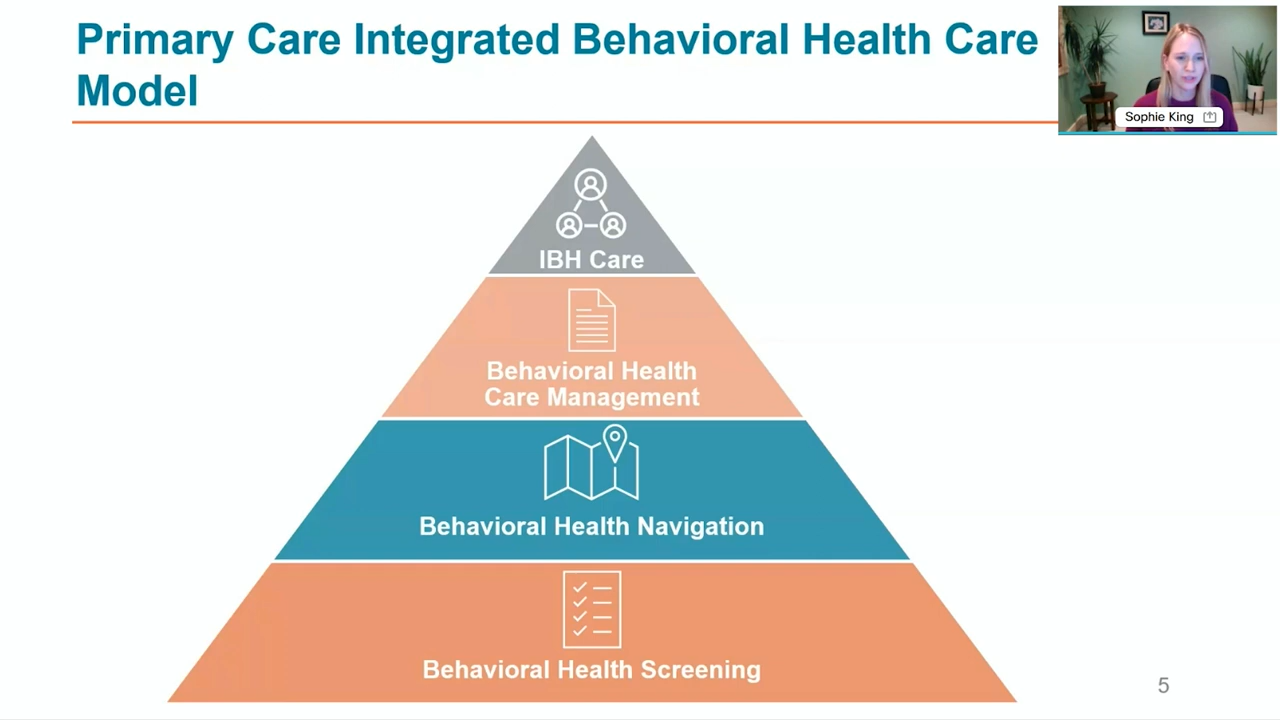 Primary Care Integrated Behavioral Health Care
Model
Sophie King
IBH Care
Behavioral Health
Care Management
Behavioral Health Navigation
Behavioral Health Screening
5